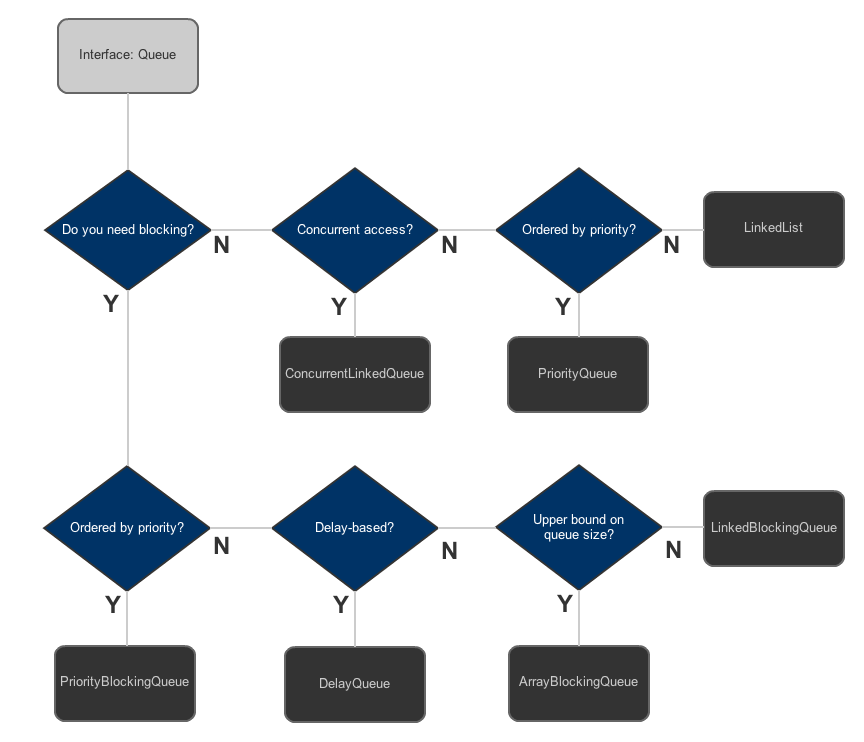 Interface: Queue
Do you need blocking?
N
Concurrent access?
N
Ordered by priority?
N
LinkedList
Y
Y
Y
ConcurrentLinkedQueue
PriorityQueue
Ordered by priority?
N
Delay-based?
N
Upper bound on
queue size?
N
LinkedBlockingQueue
Y
Y
Y
PriorityBlockingQueue
DelayQueue
ArrayBlockingQueue